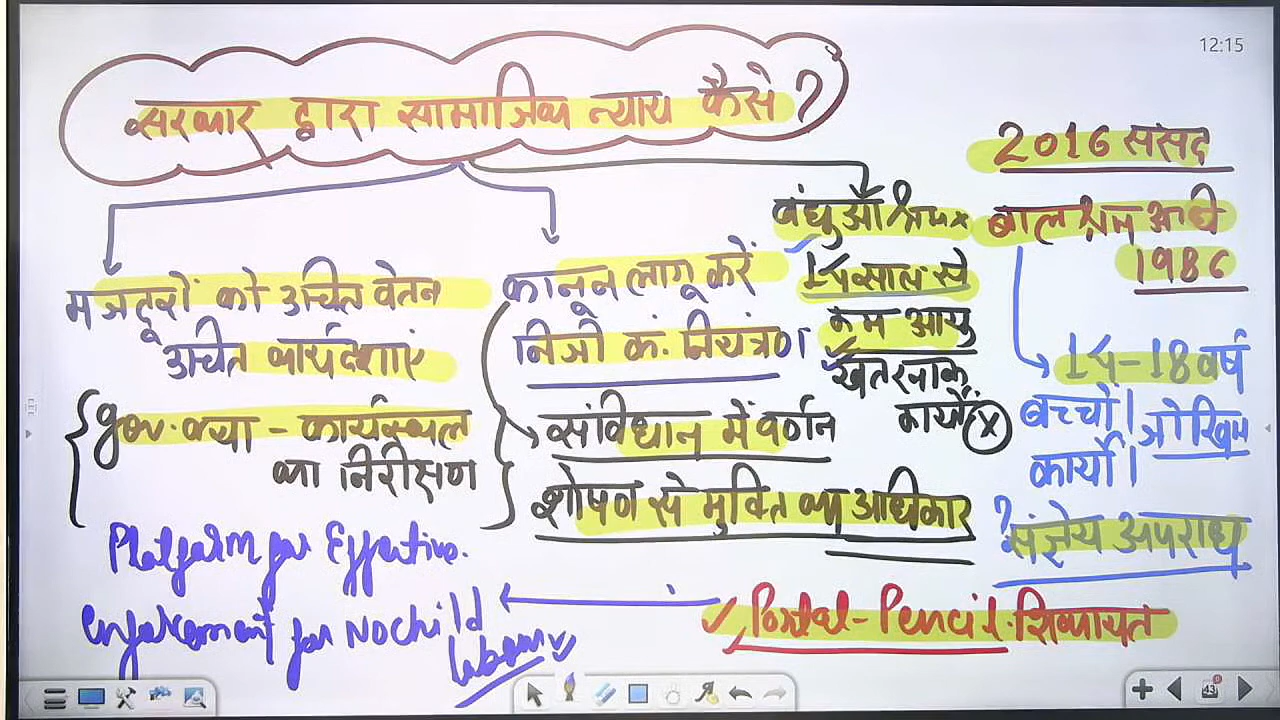 12:15
सरकार द्वारा सामाजिक न्याय कैसे?
मजदूरों को उचित वेतन
उचित कार्यदशाएं
gov. क्या - कार्यस्थल
का निरीक्षण
कानून लागू करें
निजी कं. नियंत्रण
संविधान में वर्णन
शोषण से मुक्ति का अधिकार
बंधुआ श्रम x
14 साल से
कम आयु
खतरनाक
कार्यों x
2016 संसद
बाल श्रम अधि
1986
14-18 वर्ष
बच्चों। जोखिम
कार्यों।
? संज्ञेय अपराध
Portal - Pencil. शिकायत
Platform for Effective.
enforcement for No child
labour
43